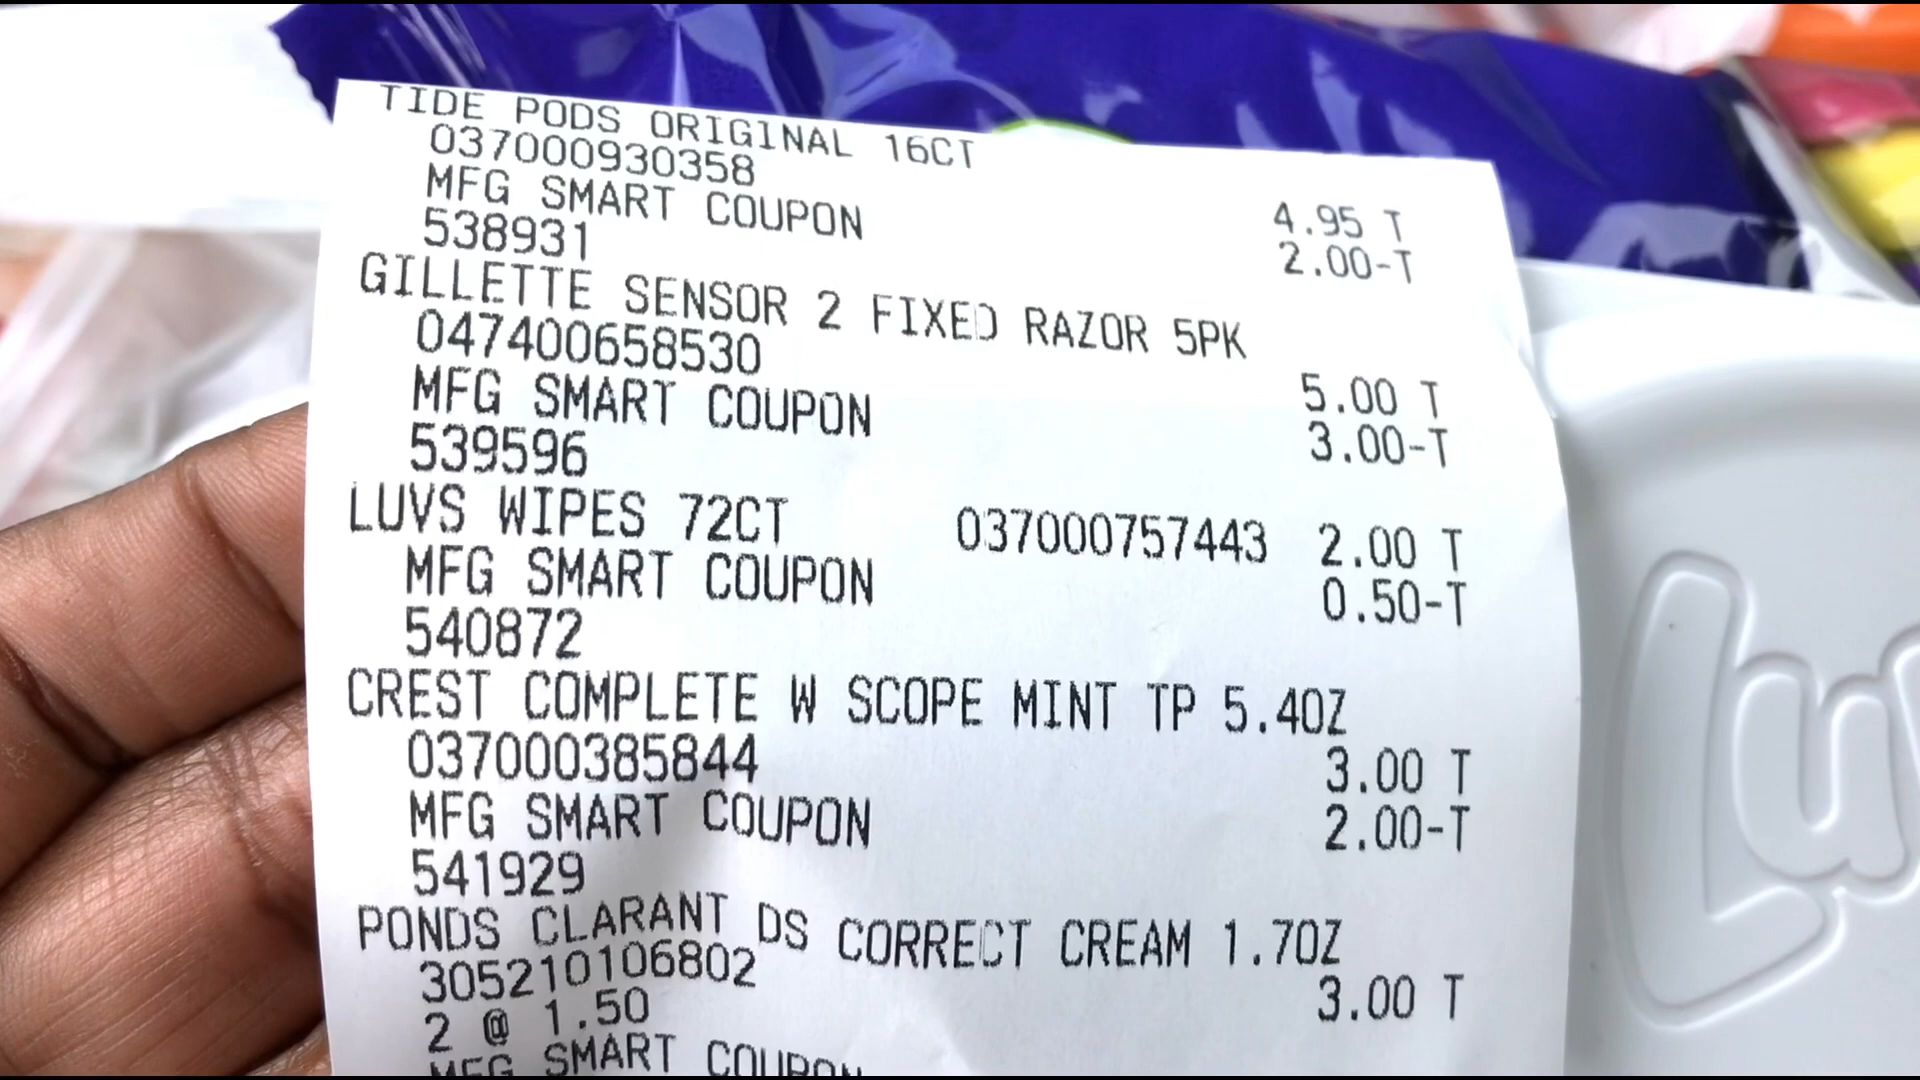 TIDE PODS ORIGINAL 16CT
037000930358 4.95 T
MFG SMART COUPON 2.00-T
538931
GILLETTE SENSOR 2 FIXED RAZOR 5PK
047400658530 5.00 T
MFG SMART COUPON 3.00-T
539596
LUVS WIPES 72CT 037000757443 2.00 T
MFG SMART COUPON 0.50-T
540872
CREST COMPLETE W SCOPE MINT TP 5.4OZ
037000385844 3.00 T
MFG SMART COUPON 2.00-T
541929
PONDS CLARANT DS CORRECT CREAM 1.7OZ
305210106802 3.00 T
2 @ 1.50
MFG SMART COUPON